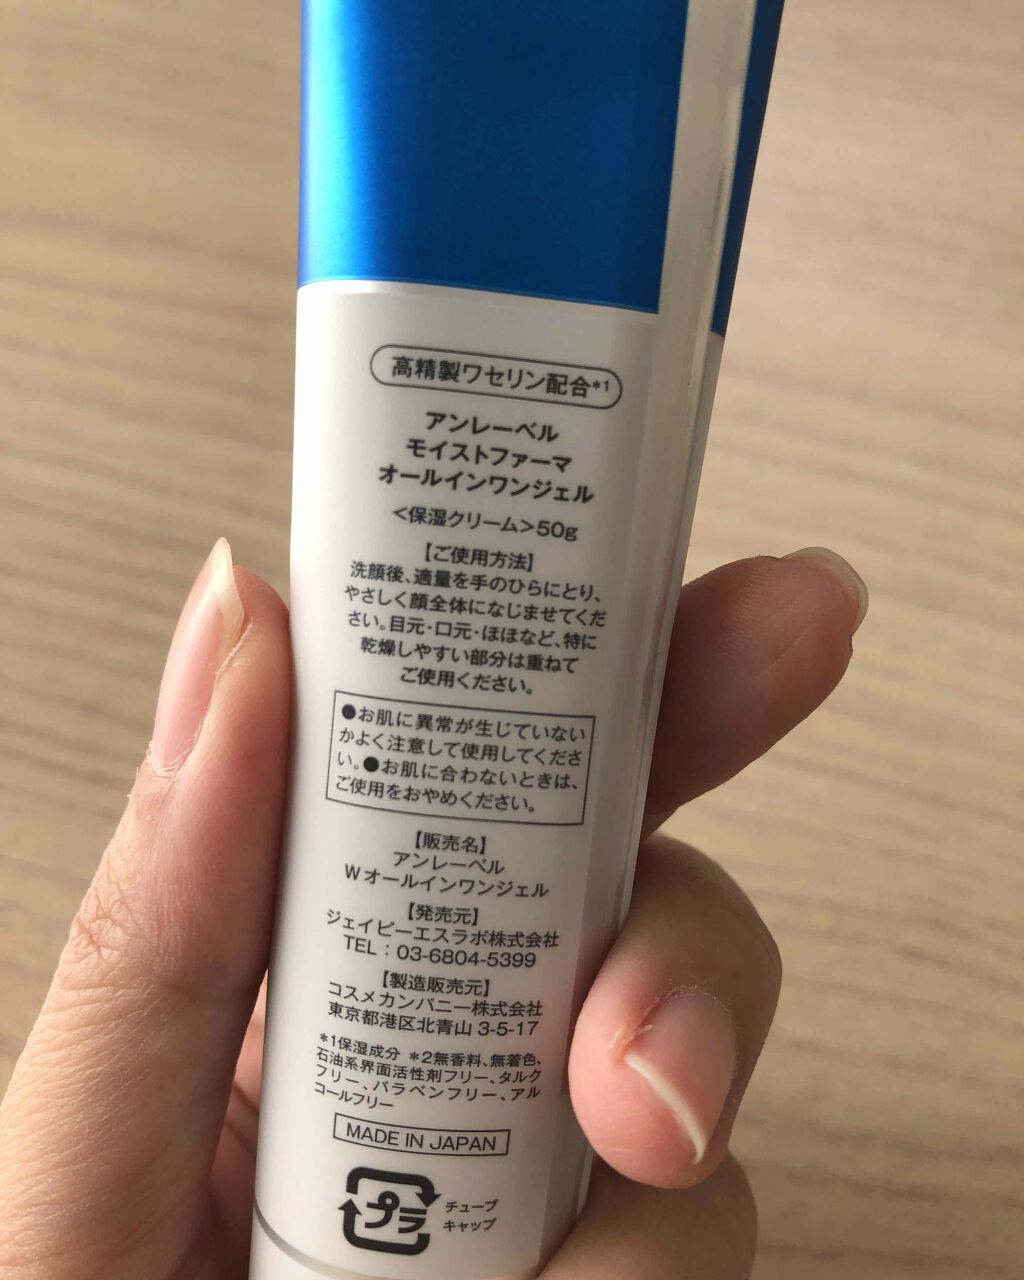 高精製ワセリン配合*1
アンレーベル
モイストファーマ
オールインワンジェル
<保湿クリーム>50g
【ご使用方法】
洗顔後、適量を手のひらにとり、
やさしく顔全体になじませてくだ
さい。目元・口元・ほほなど、特に
乾燥しやすい部分は重ねて
ご使用ください。
●お肌に異常が生じていない
かよく注意して使用してくださ
い。●お肌に合わないときは、
ご使用をおやめください。
【販売名】
アンレーベル
Wオールインワンジェル
【発売元】
ジェイピーエスラボ株式会社
TEL：03-6804-5399
【製造販売元】
コスメカンパニー株式会社
東京都港区北青山 3-5-17
*1保湿成分 *2無香料、無着色、
石油系界面活性剤フリー、タルク
フリー、パラベンフリー、アル
コールフリー
MADE IN JAPAN
プラ
チューブ
キャップ